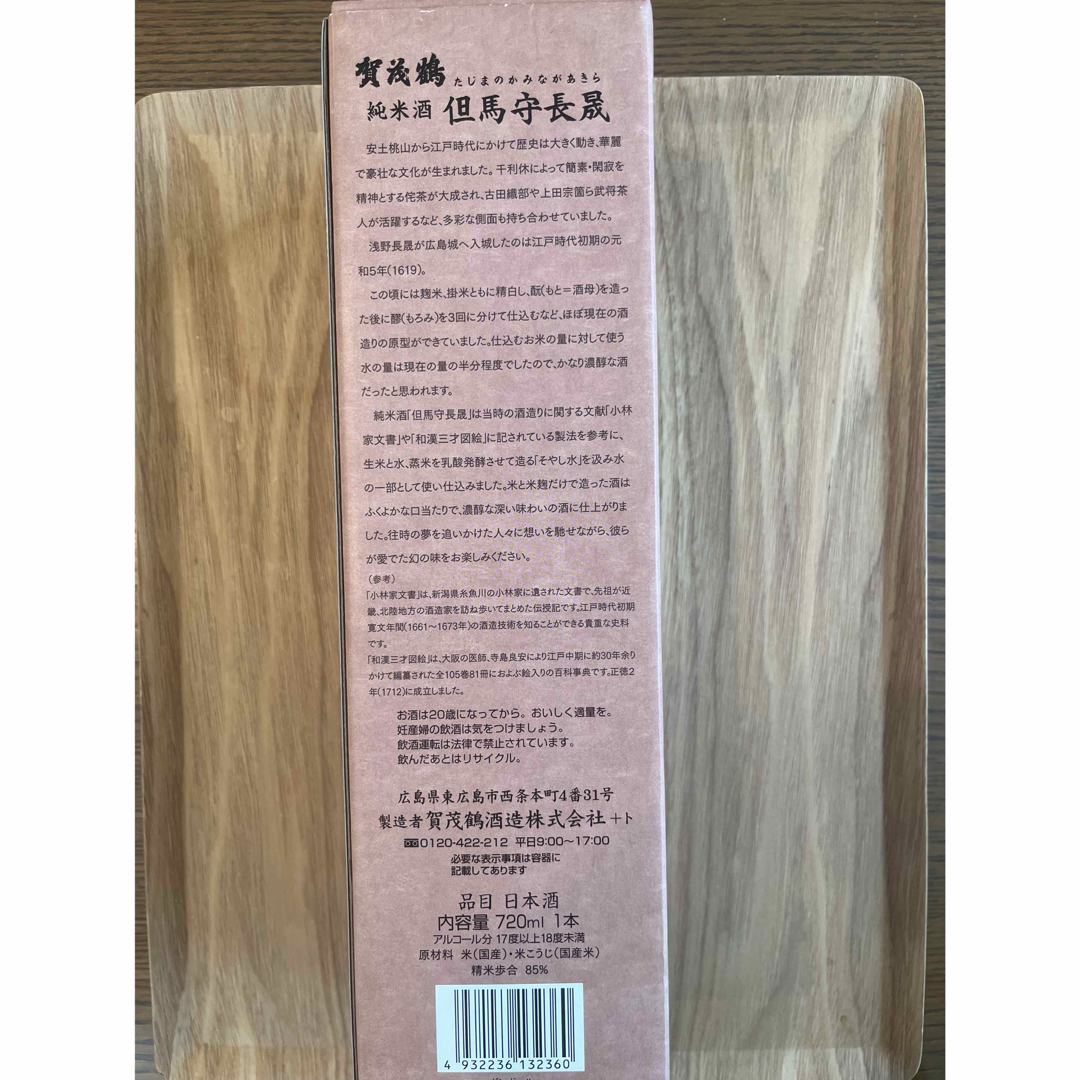 賀茂鶴
たじまのかみながあきら
純米酒 但馬守長晟
安土桃山から江戸時代にかけて歴史は大きく動き、華麗
で豪壮な文化が生まれました。千利休によって簡素・閑寂を
精神とする侘茶が大成され、古田織部や上田宗箇ら武将茶
人が活躍するなど、多彩な側面も持ち合わせていました。
浅野長晟が広島城へ入城したのは江戸時代初期の元
和5年(1619)。
この頃には麹米、掛米ともに精白し、酛(もと＝酒母)を造っ
た後に醪(もろみ)を3回に分けて仕込むなど、ほぼ現在の酒
造りの原型ができていました。仕込むお米の量に対して使う
水の量は現在の量の半分程度でしたので、かなり濃醇な酒
だったと思われます。
純米酒「但馬守長晟」は当時の酒造りに関する文献「小林
家文書」や「和漢三才図絵」に記されている製法を参考に、
生米と水、蒸米を乳酸発酵させて造る「そやし水」を汲み水
の一部として使い仕込みました。米と米麹だけで造った酒は
ふくよかな口当たりで、濃醇な深い味わいの酒に仕上がりま
した。往時の夢を追いかけた人々に想いを馳せながら、彼ら
が愛でた幻の味をお楽しみください。
(参考)
「小林家文書」は、新潟県糸魚川の小林家に遺された文書で、先祖が近
畿、北陸地方の酒造家を訪ね歩いてまとめた伝授記です。江戸時代初期
寛文年間(1661～1673年)の酒造技術を知ることができる貴重な史料
です。
「和漢三才図絵」は、大阪の医師、寺島良安により江戸中期に約30年余り
かけて編纂された全105巻81冊におよぶ絵入りの百科事典です。正徳2
年(1712)に成立しました。
お酒は20歳になってから。おいしく適量を。
妊産婦の飲酒は気をつけましょう。
飲酒運転は法律で禁止されています。
飲んだあとはリサイクル。
広島県東広島市西条本町4番31号
製造者 賀茂鶴酒造株式会社 +ト
0120-422-212 平日9:00～17:00
必要な表示事項は容器に
記載してあります
品目 日本酒
内容量 720ml 1本
アルコール分 17度以上18度未満
原材料 米(国産)・米こうじ(国産米)
精米歩合 85%
4 932236 132360